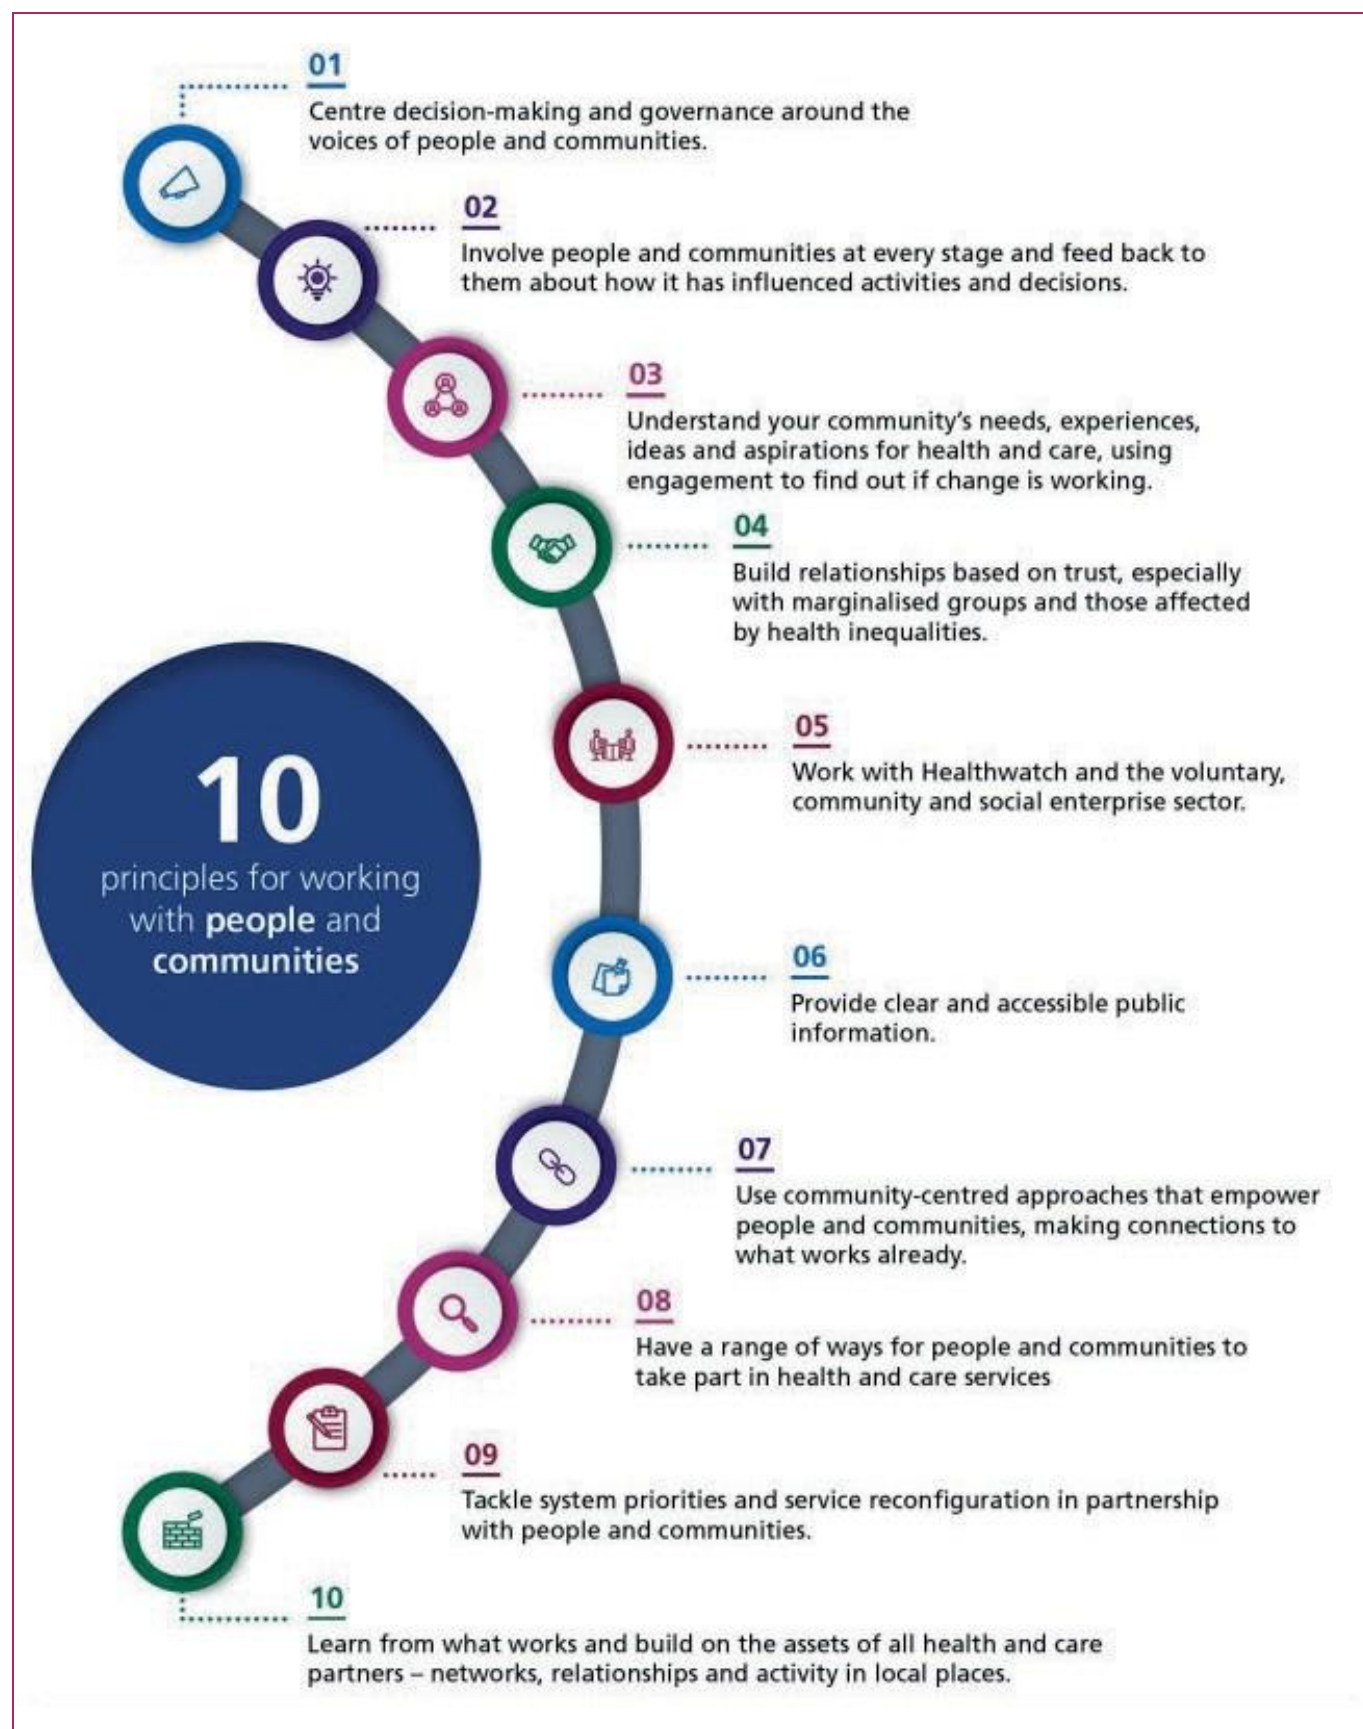 01
Centre decision-making and governance around the
voices of people and communities.
02
Involve people and communities at every stage and feed back to
them about how it has influenced activities and decisions.
03
Understand your community’s needs, experiences,
ideas and aspirations for health and care, using
engagement to find out if change is working.
04
Build relationships based on trust, especially
with marginalised groups and those affected
by health inequalities.
05
Work with Healthwatch and the voluntary,
community and social enterprise sector.
10
principles for working
with people and
communities
06
Provide clear and accessible public
information.
07
Use community-centred approaches that empower
people and communities, making connections to
what works already.
08
Have a range of ways for people and communities to
take part in health and care services
09
Tackle system priorities and service reconfiguration in partnership
with people and communities.
10
Learn from what works and build on the assets of all health and care
partners – networks, relationships and activity in local places.